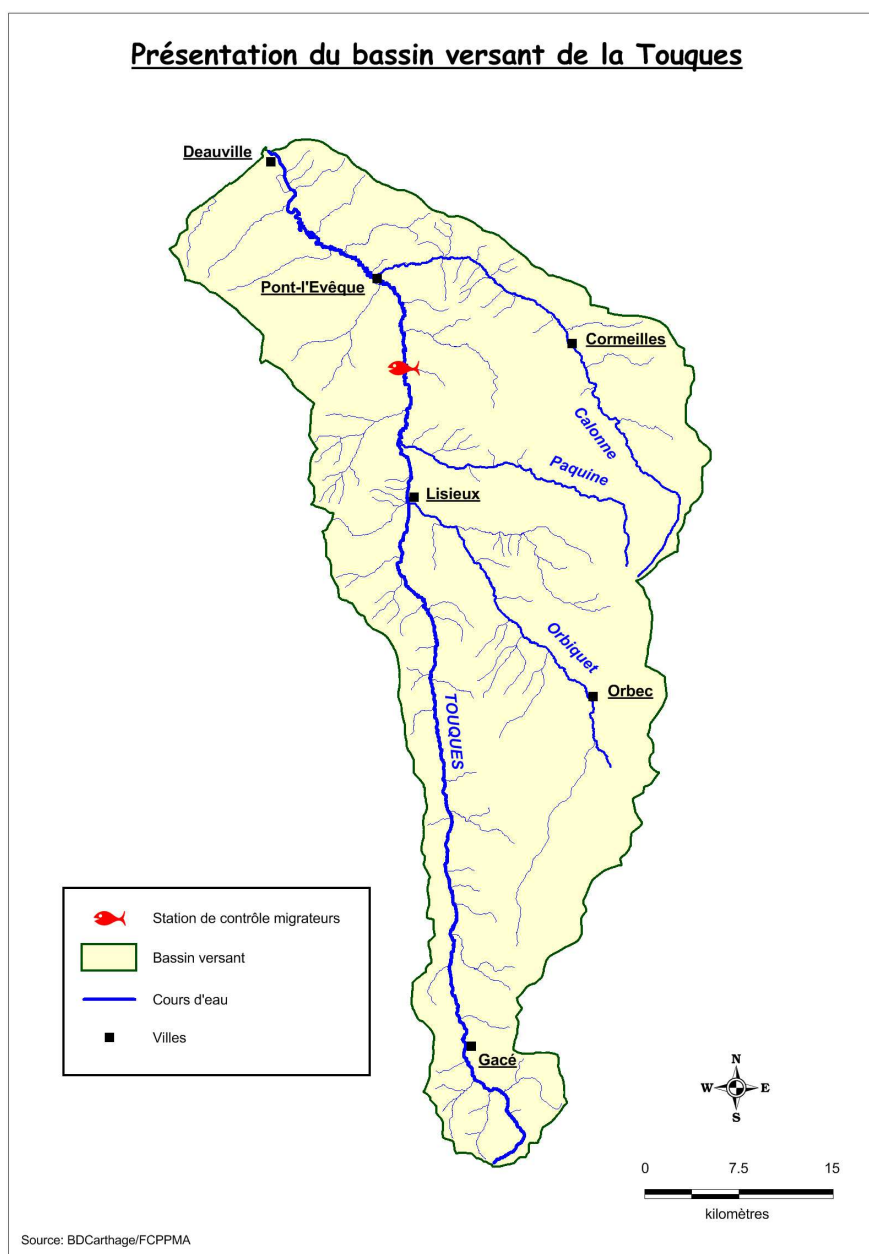 Présentation du bassin versant de la Touques
Deauville
Pont-l'Evêque
Cormeilles
Calonne
Paquine
Lisieux
Orbiquet
Orbec
TOUQUES
Station de contrôle migrateurs
Bassin versant
Cours d'eau
Villes
Gacé
N
W E
S
0 7.5 15
kilomètres
Source: BDCarthage/FCPPMA